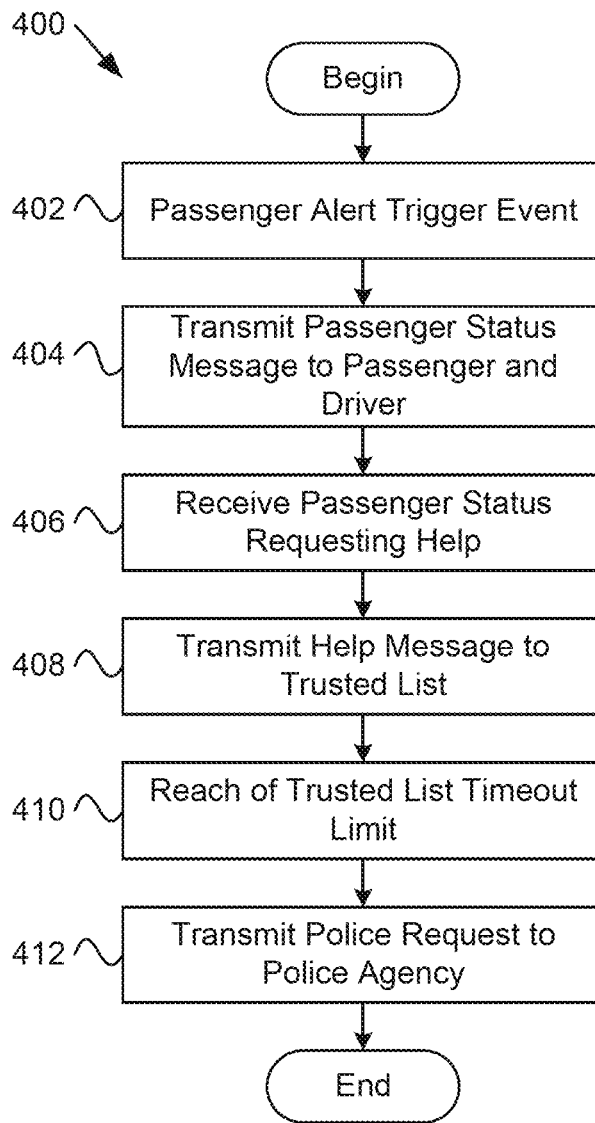 400
Begin
402
Passenger Alert Trigger Event
404
Transmit Passenger Status
Message to Passenger and
Driver
406
Receive Passenger Status
Requesting Help
408
Transmit Help Message to
Trusted List
410
Reach of Trusted List Timeout
Limit
412
Transmit Police Request to
Police Agency
End